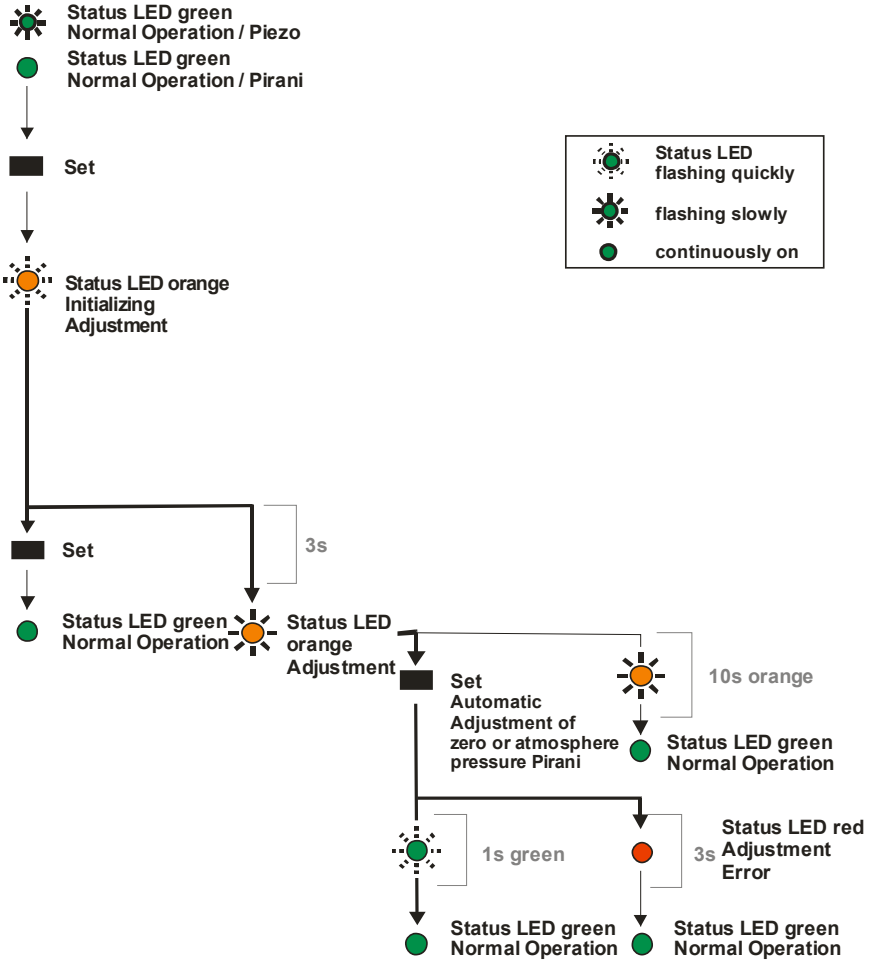 Status LED green
Normal Operation / Piezo
Status LED green
Normal Operation / Pirani
Set
Status LED
flashing quickly
flashing slowly
continuously on
Status LED orange
Initializing
Adjustment
Set
3s
Status LED green
Normal Operation
Status LED
orange
Adjustment
Set
Automatic
Adjustment of
zero or atmosphere
pressure Pirani
10s orange
Status LED green
Normal Operation
1s green
3s
Status LED red
Adjustment
Error
Status LED green
Normal Operation
Status LED green
Normal Operation